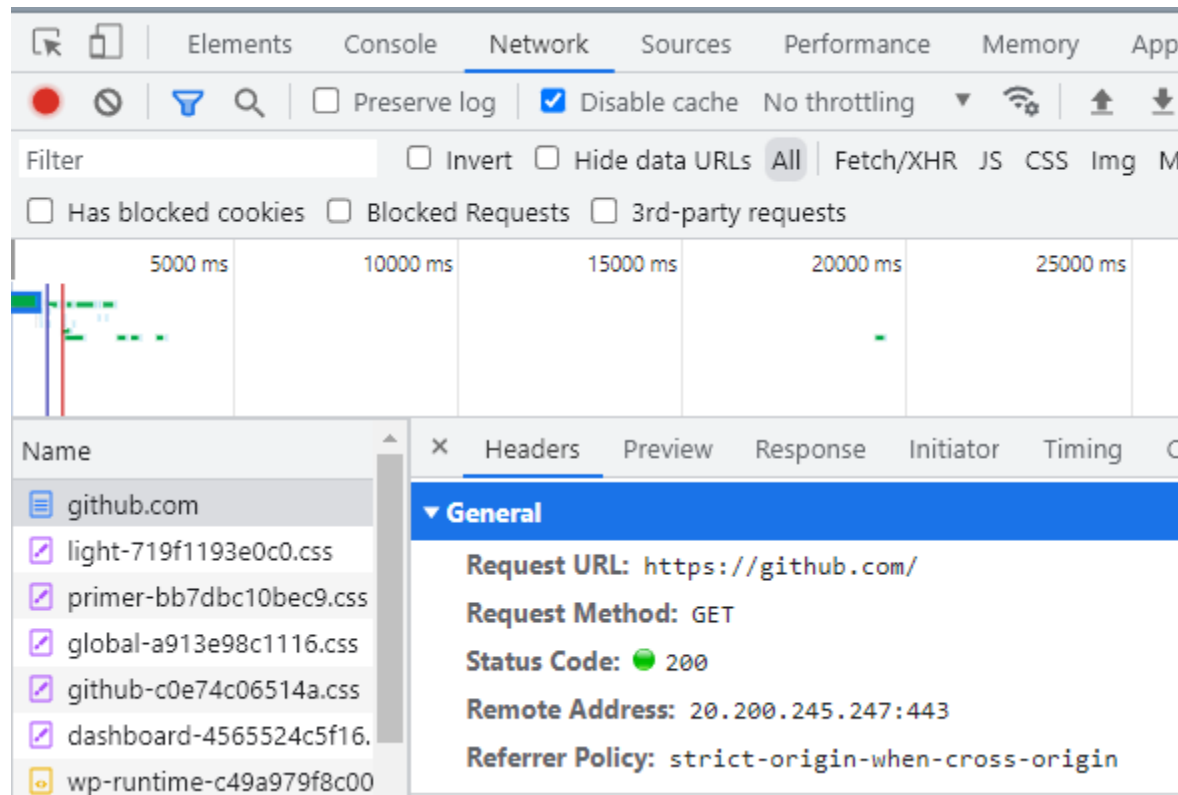 Elements Console Network Sources Performance Memory App
Preserve log Disable cache No throttling
Filter Invert Hide data URLs All Fetch/XHR JS CSS Img M
Has blocked cookies Blocked Requests 3rd-party requests
5000 ms 10000 ms 15000 ms 20000 ms 25000 ms
Name
github.com
light-719f1193e0c0.css
primer-bb7dbc10bec9.css
global-a913e98c1116.css
github-c0e74c06514a.css
dashboard-4565524c5f16.
wp-runtime-c49a979f8c00
Headers Preview Response Initiator Timing
General
Request URL: https://github.com/
Request Method: GET
Status Code: 200
Remote Address: 20.200.245.247:443
Referrer Policy: strict-origin-when-cross-origin